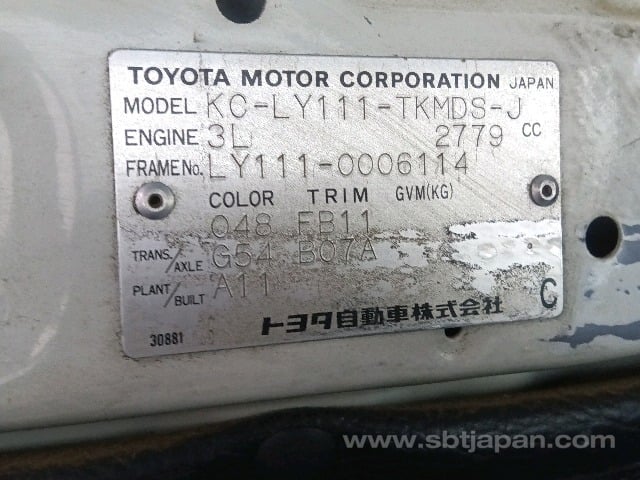 TOYOTA MOTOR CORPORATION JAPAN
MODEL KC-LY111-TKMDS-J
ENGINE 3L 2779 CC
FRAME No. LY111-0006114
COLOR TRIM GVM(KG)
048 FB11
TRANS/AXLE G54 B07A
PLANT/BUILT A11
C
トヨタ自動車株式会社
30881
www.sbtjapan.com